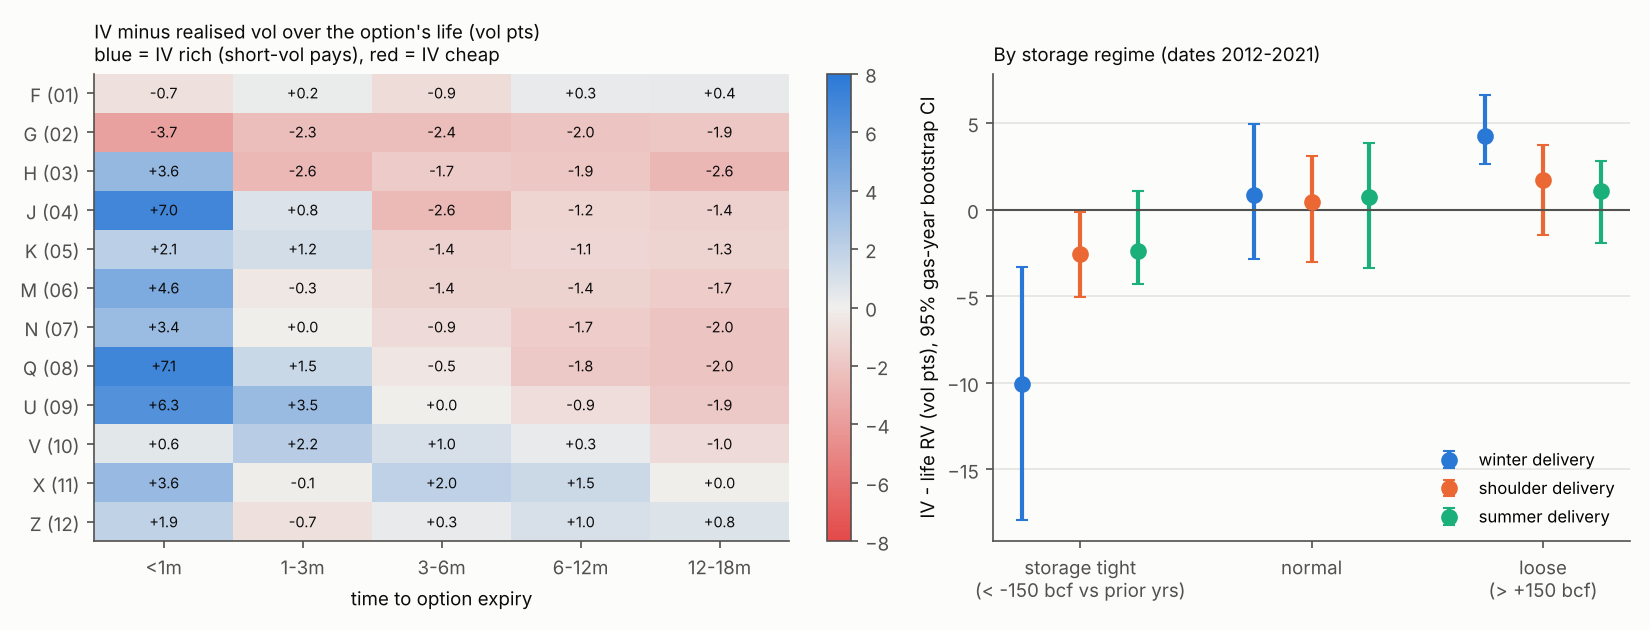 IV minus realised vol over the option's life (vol pts)
blue = IV rich (short-vol pays), red = IV cheap
F (01) -0.7 +0.2 -0.9 +0.3 +0.4
G (02) -3.7 -2.3 -2.4 -2.0 -1.9
H (03) +3.6 -2.6 -1.7 -1.9 -2.6
J (04) +7.0 +0.8 -2.6 -1.2 -1.4
K (05) +2.1 +1.2 -1.4 -1.1 -1.3
M (06) +4.6 -0.3 -1.4 -1.4 -1.7
N (07) +3.4 +0.0 -0.9 -1.7 -2.0
Q (08) +7.1 +1.5 -0.5 -1.8 -2.0
U (09) +6.3 +3.5 +0.0 -0.9 -1.9
V (10) +0.6 +2.2 +1.0 +0.3 -1.0
X (11) +3.6 -0.1 +2.0 +1.5 +0.0
Z (12) +1.9 -0.7 +0.3 +1.0 +0.8
<1m 1-3m 3-6m 6-12m 12-18m
time to option expiry
8
6
4
2
0
−2
−4
−6
−8
By storage regime (dates 2012-2021)
IV - life RV (vol pts), 95% gas-year bootstrap CI
5
0
−5
−10
−15
winter delivery
shoulder delivery
summer delivery
storage tight normal loose
(< -150 bcf vs prior yrs) (> +150 bcf)